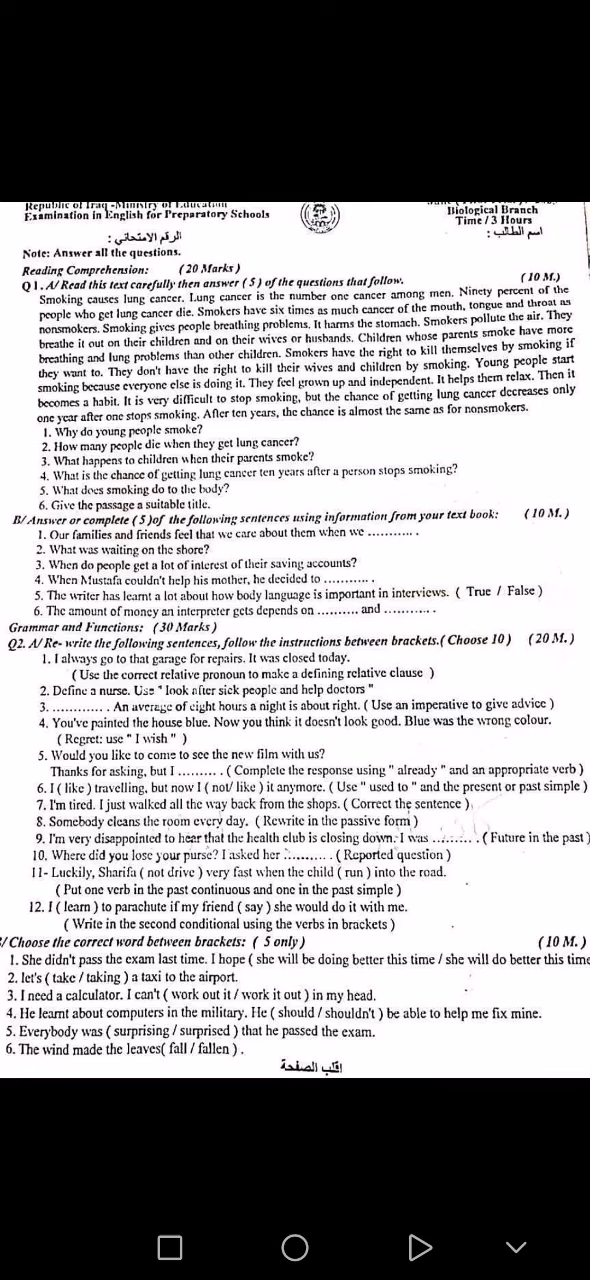 Republic of Iraq -Ministry of Education
Examination in English for Preparatory Schools
Biological Branch
Time / 3 Hours
الرقم الامتحاني :
اسم الطالب :
Note: Answer all the questions.
Reading Comprehension: ( 20 Marks )
Q1. A/ Read this text carefully then answer ( 5 ) of the questions that follow. ( 10 M.)
Smoking causes lung cancer. Lung cancer is the number one cancer among men. Ninety percent of the
people who get lung cancer die. Smokers have six times as much cancer of the mouth, tongue and throat as
nonsmokers. Smoking gives people breathing problems. It harms the stomach. Smokers pollute the air. They
breathe it out on their children and on their wives or husbands. Children whose parents smoke have more
breathing and lung problems than other children. Smokers have the right to kill themselves by smoking if
they want to. They don't have the right to kill their wives and children by smoking. Young people start
smoking because everyone else is doing it. They feel grown up and independent. It helps them relax. Then it
becomes a habit. It is very difficult to stop smoking, but the chance of getting lung cancer decreases only
one year after one stops smoking. After ten years, the chance is almost the same as for nonsmokers.
1. Why do young people smoke?
2. How many people die when they get lung cancer?
3. What happens to children when their parents smoke?
4. What is the chance of getting lung cancer ten years after a person stops smoking?
5. What does smoking do to the body?
6. Give the passage a suitable title.
B/ Answer or complete ( 5 )of the following sentences using information from your text book: ( 10 M. )
1. Our families and friends feel that we care about them when we ............ .
2. What was waiting on the shore?
3. When do people get a lot of interest of their saving accounts?
4. When Mustafa couldn't help his mother, he decided to ........... .
5. The writer has learnt a lot about how body language is important in interviews. ( True / False )
6. The amount of money an interpreter gets depends on .......... and ............ .
Grammar and Functions: ( 30 Marks )
Q2. A/ Re- write the following sentences, follow the instructions between brackets.( Choose 10 ) ( 20 M. )
1. I always go to that garage for repairs. It was closed today.
( Use the correct relative pronoun to make a defining relative clause )
2. Define a nurse. Use " look after sick people and help doctors "
3. ............. . An average of eight hours a night is about right. ( Use an imperative to give advice )
4. You've painted the house blue. Now you think it doesn't look good. Blue was the wrong colour.
( Regret: use " I wish " )
5. Would you like to come to see the new film with us?
Thanks for asking, but I ......... . ( Complete the response using " already " and an appropriate verb )
6. I ( like ) travelling, but now I ( not/ like ) it anymore. ( Use " used to " and the present or past simple )
7. I'm tired. I just walked all the way back from the shops. ( Correct the sentence )
8. Somebody cleans the room every day. ( Rewrite in the passive form )
9. I'm very disappointed to hear that the health club is closing down. I was .......... . ( Future in the past )
10. Where did you lose your purse? I asked her ........... . ( Reported question )
11- Luckily, Sharifa ( not drive ) very fast when the child ( run ) into the road.
( Put one verb in the past continuous and one in the past simple )
12. I ( learn ) to parachute if my friend ( say ) she would do it with me.
( Write in the second conditional using the verbs in brackets )
/ Choose the correct word between brackets: ( 5 only ) ( 10 M. )
1. She didn't pass the exam last time. I hope ( she will be doing better this time / she will do better this time
2. let's ( take / taking ) a taxi to the airport.
3. I need a calculator. I can't ( work out it / work it out ) in my head.
4. He learnt about computers in the military. He ( should / shouldn't ) be able to help me fix mine.
5. Everybody was ( surprising / surprised ) that he passed the exam.
6. The wind made the leaves( fall / fallen ) .
اقلب الصفحة